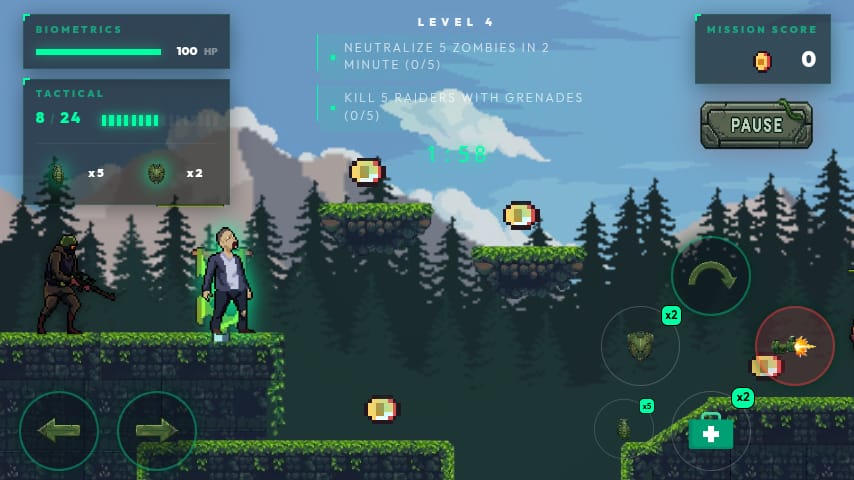 LEVEL 4
BIOMETRICS
100 HP
TACTICAL
8 / 24
x5
x2
NEUTRALIZE 5 ZOMBIES IN 2
MINUTE (0/5)
KILL 5 RAIDERS WITH GRENADES
(0/5)
1:58
MISSION SCORE
0
PAUSE
x2
x5
x2